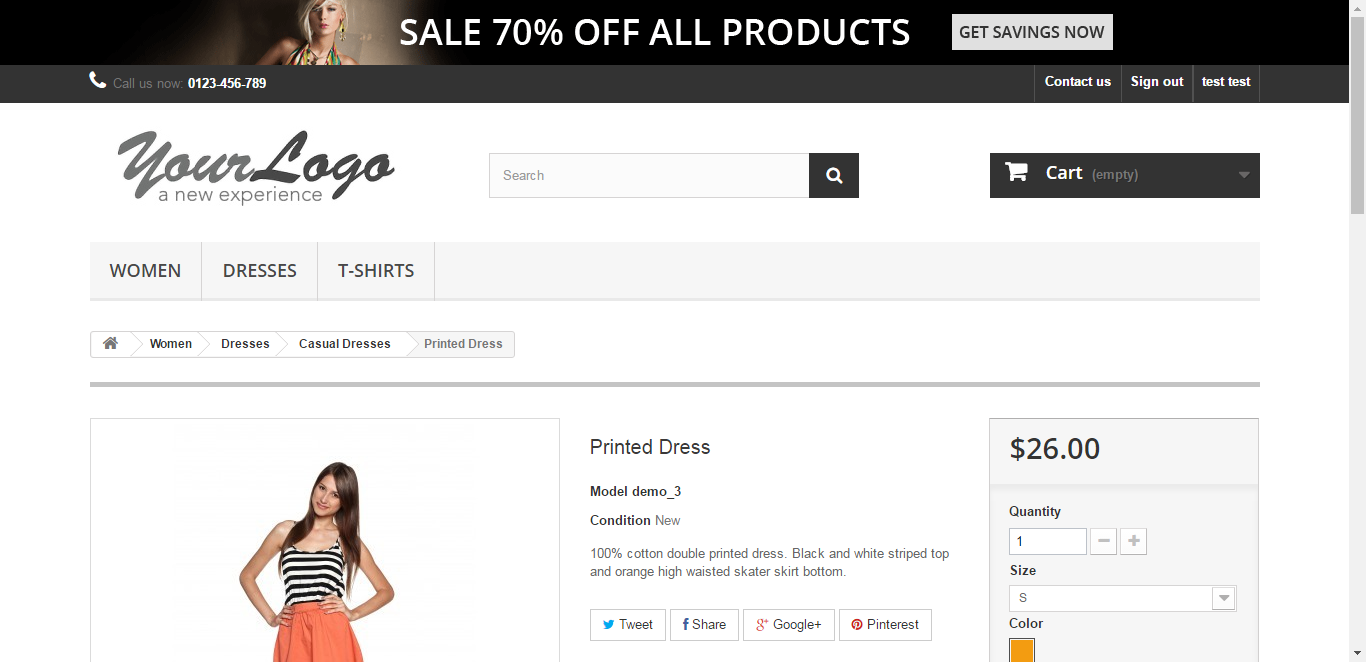 SALE 70% OFF ALL PRODUCTS GET SAVINGS NOW
Call us now: 0123-456-789 Contact us Sign out test test
YourLogo
a new experience
Search
Cart (empty)
WOMEN DRESSES T-SHIRTS
Women Dresses Casual Dresses Printed Dress
Printed Dress
Model demo_3
Condition New
100% cotton double printed dress. Black and white striped top
and orange high waisted skater skirt bottom.
Tweet Share Google+ Pinterest
$26.00
Quantity
1
Size
S
Color